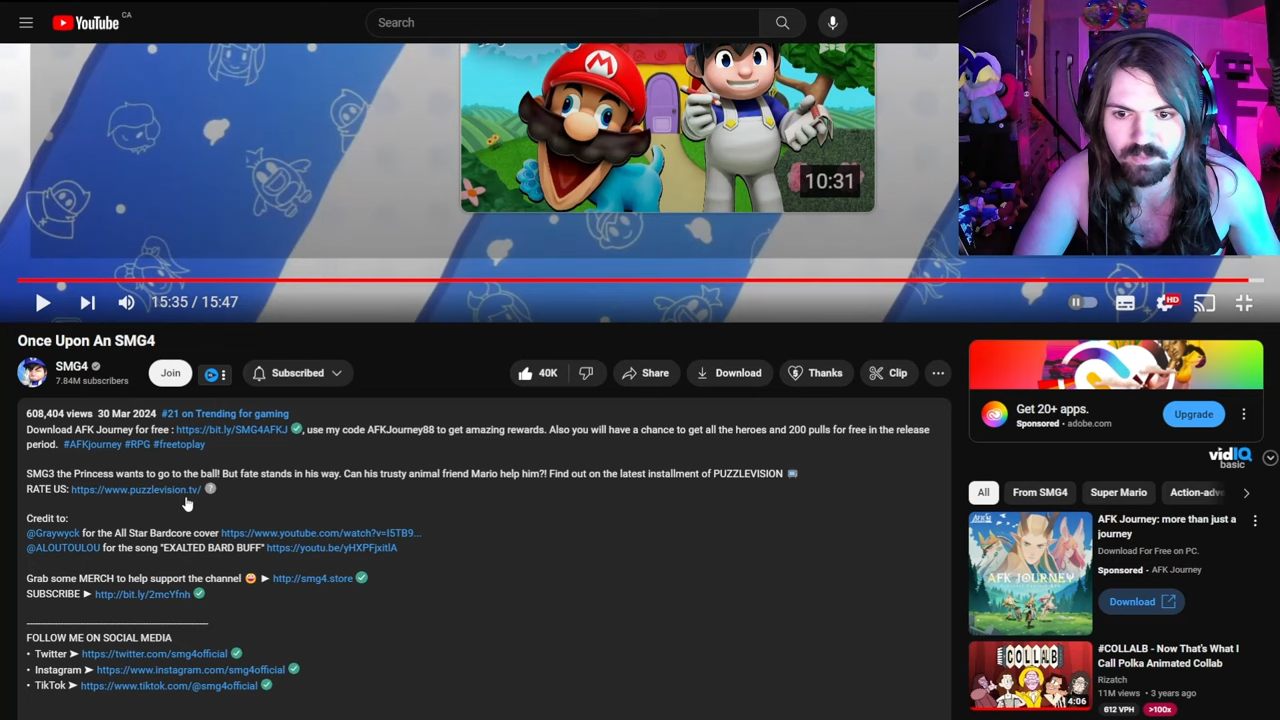 YouTube CA
Search
M
10:31
15:35 / 15:47
HD
Once Upon An SMG4
SMG4
7.84M subscribers
Join
Subscribed
40K
Share
Download
Thanks
Clip
608,404 views 30 Mar 2024 #21 on Trending for gaming
Download AFK Journey for free : https://bit.ly/SMG4AFKJ , use my code AFKJourney88 to get amazing rewards. Also you will have a chance to get all the heroes and 200 pulls for free in the release
period. #AFKjourney #RPG #freetoplay
SMG3 the Princess wants to go to the ball! But fate stands in his way. Can his trusty animal friend Mario help him?! Find out on the latest installment of PUZZLEVISION
RATE US: https://www.puzzlevision.tv/ ?
Credit to:
@Graywyck for the All Star Bardcore cover https://www.youtube.com/watch?v=I5TB9...
@ALOUTOULOU for the song "EXALTED BARD BUFF" https://youtu.be/yHXPFjxitlA
Grab some MERCH to help support the channel ► http://smg4.store
SUBSCRIBE ► http://bit.ly/2mcYfnh
FOLLOW ME ON SOCIAL MEDIA
• Twitter ➤ https://twitter.com/smg4official
• Instagram ➤ https://www.instagram.com/smg4official
• TikTok ➤ https://www.tiktok.com/@smg4official
Get 20+ apps.
Sponsored • adobe.com
Upgrade
vidIQ
basic
All
From SMG4
Super Mario
Action-adve
AFK JOURNEY
AFK Journey: more than just a
journey
Download For Free on PC.
Sponsored • AFK Journey
Download
COLLAB
4:06
#COLLALB - Now That's What I
Call Polka Animated Collab
Rizatch
11M views • 3 years ago
612 VPH >100x